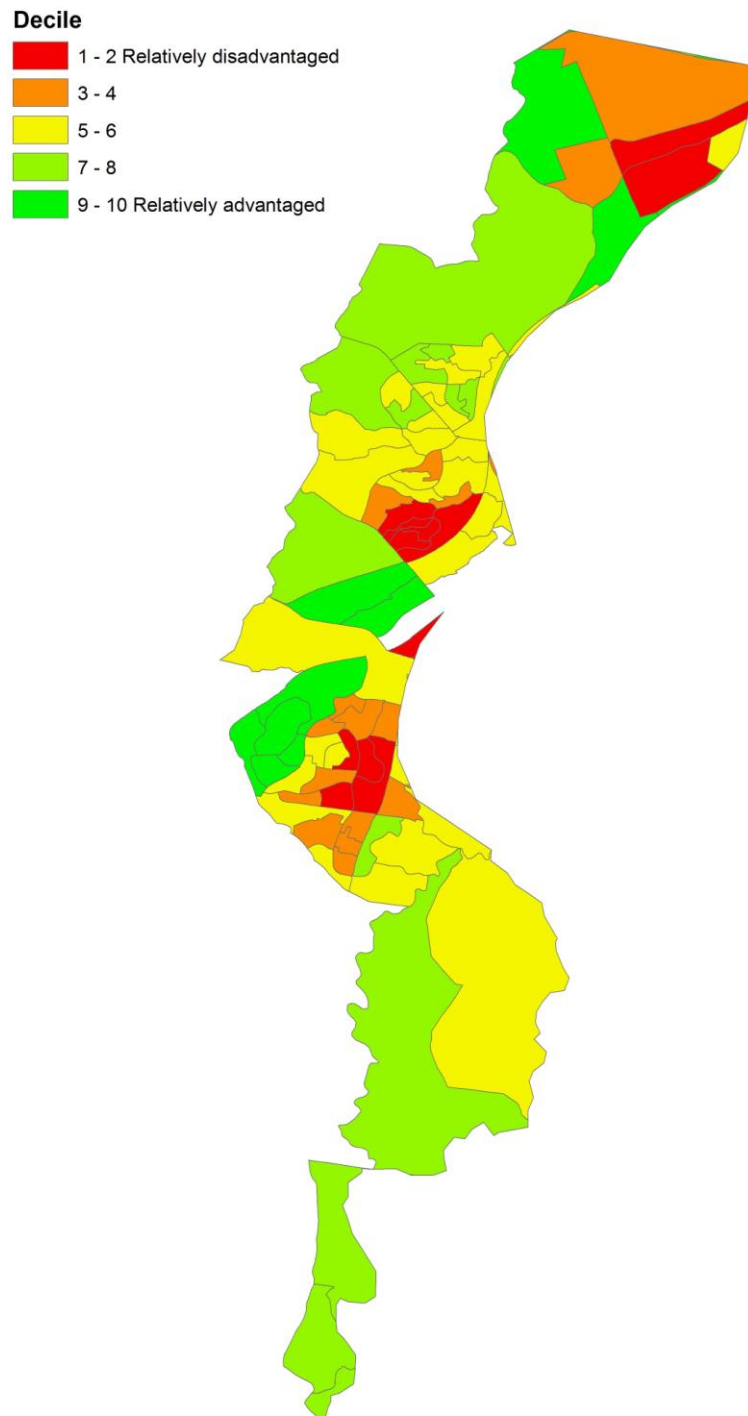 Decile
1 - 2 Relatively disadvantaged
3 - 4
5 - 6
7 - 8
9 - 10 Relatively advantaged